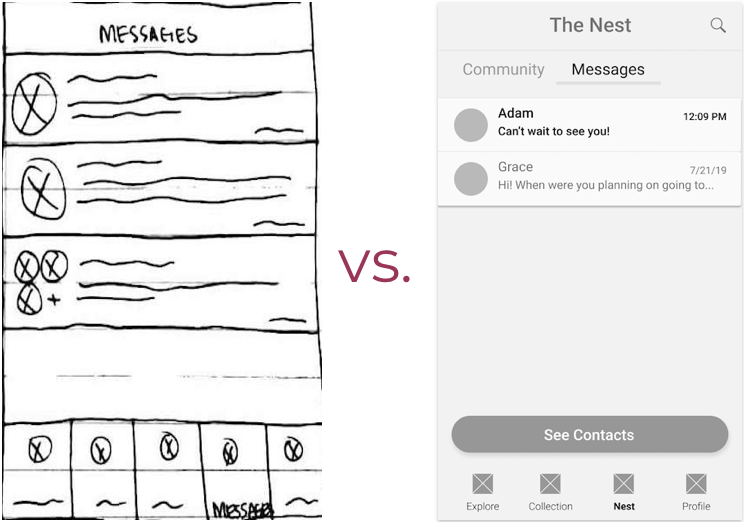 MESSAGES
MESSAGES
vs.
The Nest
Community Messages
Adam 12:09 PM
Can't wait to see you!
Grace 7/21/19
Hi! When were you planning on going to...
See Contacts
Explore Collection Nest Profile